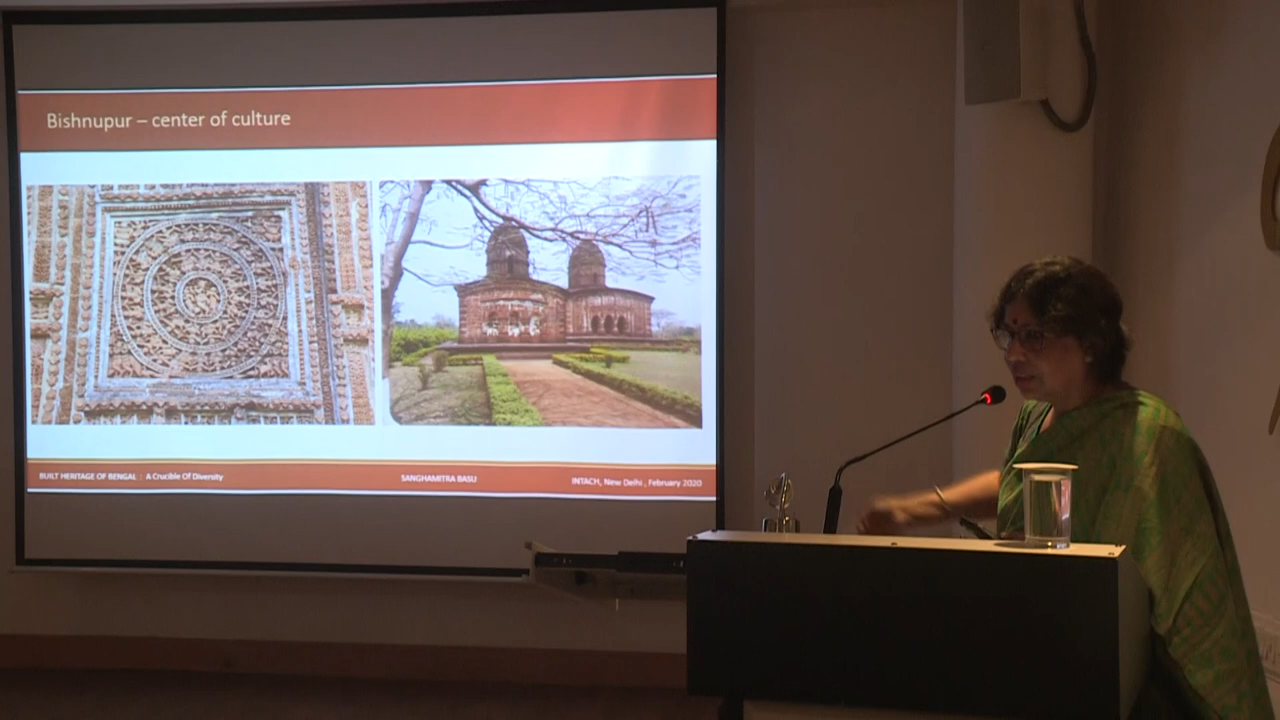 Bishnupur – center of culture
BUILT HERITAGE OF BENGAL : A Crucible Of Diversity
SANGHAMITRA BASU
INTACH, New Delhi , February 2020